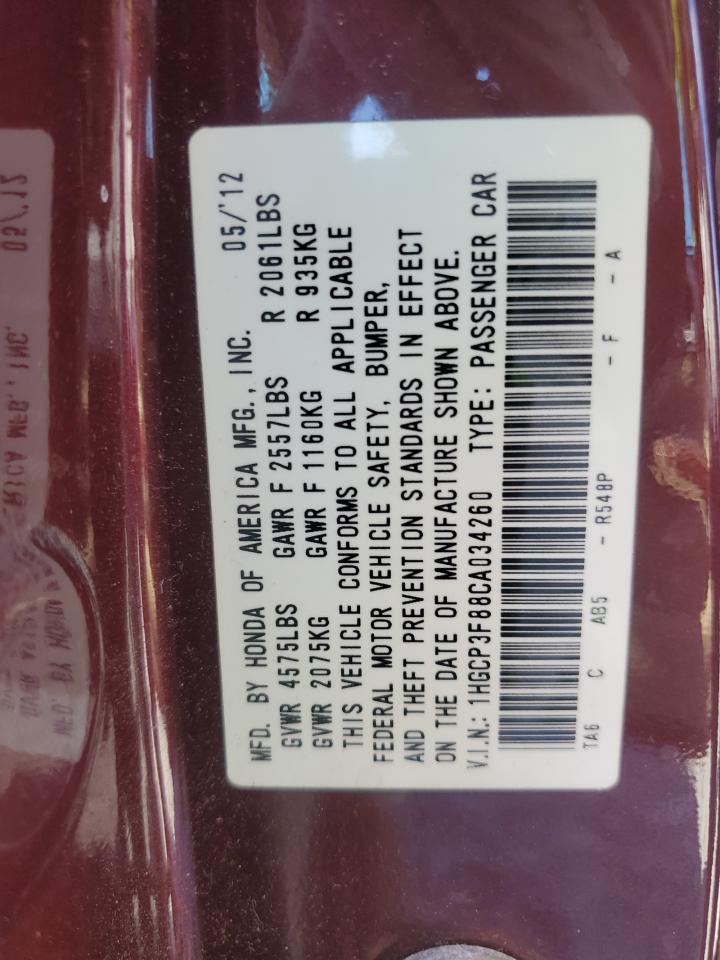 MFD. BY HONDA OF AMERICA MFG., INC. 05/'12
GVWR 4575LBS GAWR F 2557LBS R 2061LBS
GVWR 2075KG GAWR F 1160KG R 935KG
THIS VEHICLE CONFORMS TO ALL APPLICABLE
FEDERAL MOTOR VEHICLE SAFETY, BUMPER,
AND THEFT PREVENTION STANDARDS IN EFFECT
ON THE DATE OF MANUFACTURE SHOWN ABOVE.
V.I.N.: 1HGCP3F88CA034260 TYPE: PASSENGER CAR
TA6 C AB5 - R548P - F - A